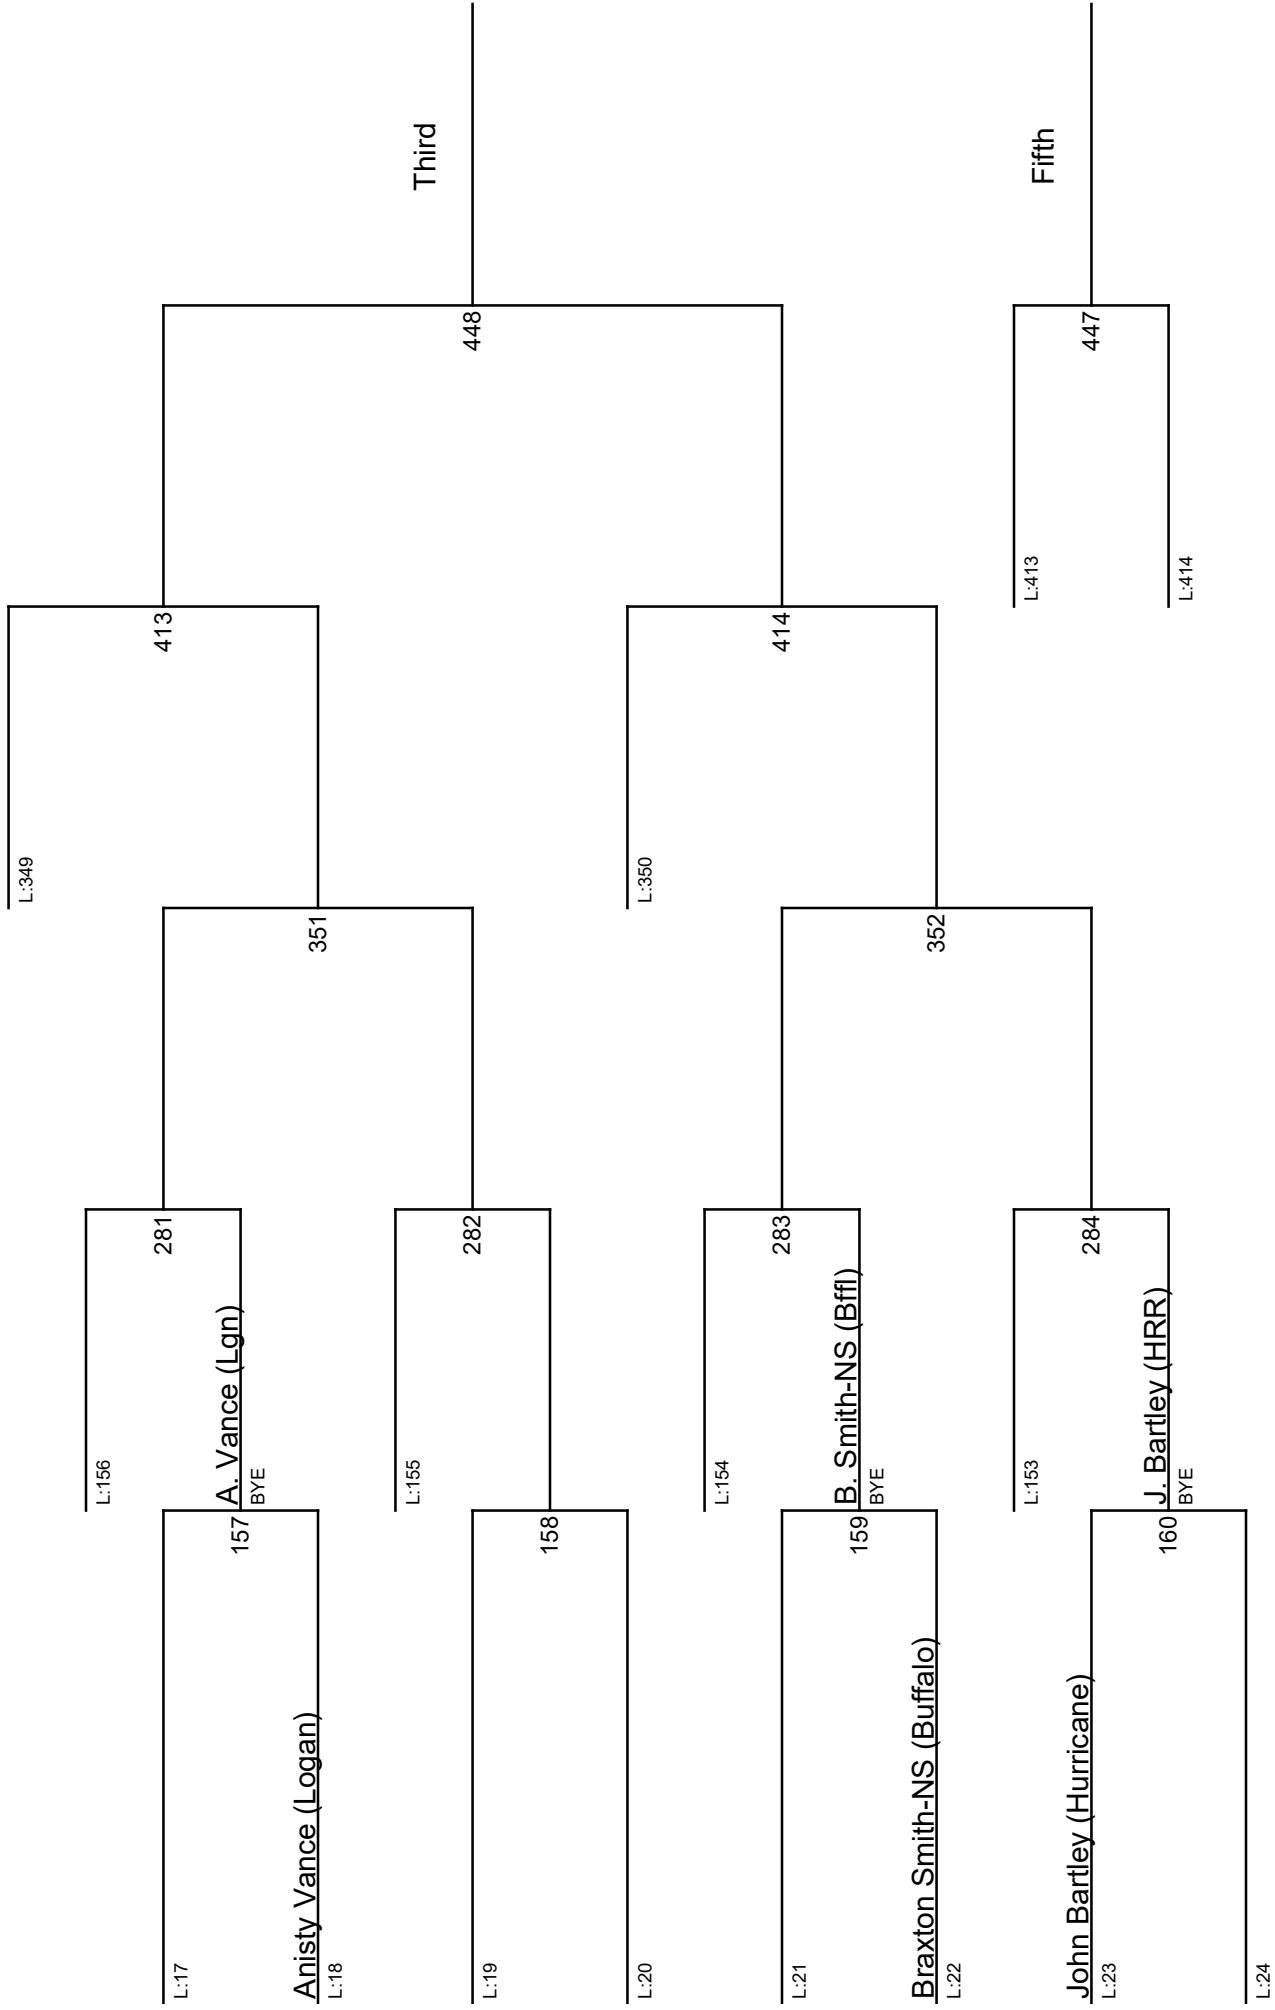 L:17
Anisty Vance (Logan)
L:18
L:19
L:20
L:21
Braxton Smith-NS (Buffalo)
L:22
John Bartley (Hurricane)
L:23
L:24
L:156
157
A. Vance (Lgn)
BYE
L:155
158
L:154
159
B. Smith-NS (Bffl)
BYE
L:153
160
J. Bartley (HRR)
BYE
281
282
283
284
L:349
351
L:350
352
413
414
L:413
L:414
448
447
Third
Fifth